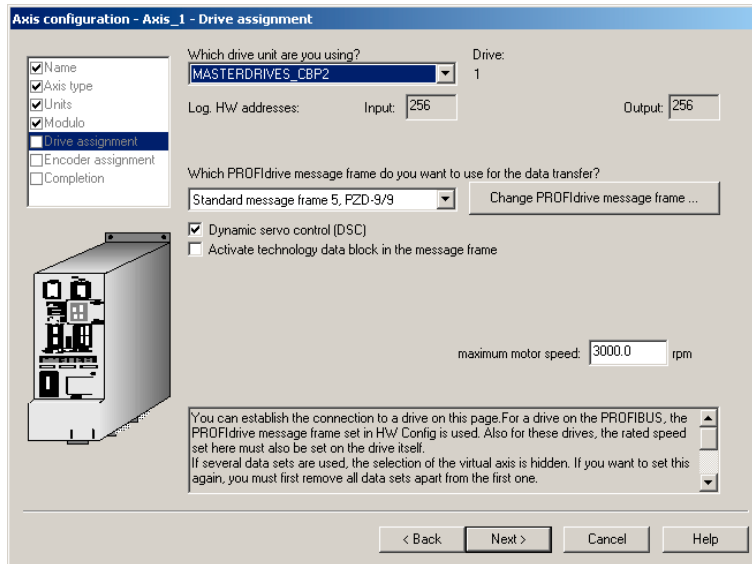 Axis configuration - Axis_1 - Drive assignment
Name
Axis type
Units
Modulo
Drive assignment
Encoder assignment
Completion
Which drive unit are you using?
Drive:
MASTERDRIVES_CBP2
1
Log. HW addresses: Input: 256 Output: 256
Which PROFIdrive message frame do you want to use for the data transfer?
Standard message frame 5, PZD-9/9
Change PROFIdrive message frame ...
Dynamic servo control (DSC)
Activate technology data block in the message frame
maximum motor speed: 3000.0 rpm
You can establish the connection to a drive on this page.For a drive on the PROFIBUS, the
PROFIdrive message frame set in HW Config is used. Also for these drives, the rated speed
set here must also be set on the drive itself.
If several data sets are used, the selection of the virtual axis is hidden. If you want to set this
again, you must first remove all data sets apart from the first one.
< Back Next > Cancel Help